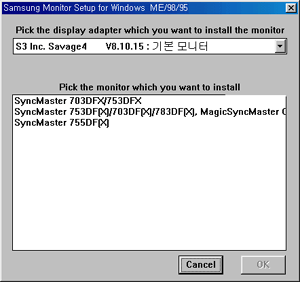 Samsung Monitor Setup for Windows  ME/98/95
Pick the display adapter which you want to install the monitor
S3 Inc. Savage4     V8.10.15 : 기본 모니터
Pick the monitor which you want to install
SyncMaster 703DFX/753DFX
SyncMaster 753DF[X]/703DF[X]/783DF[X], MagicSyncMaster
SyncMaster 755DF[X]
Cancel
OK